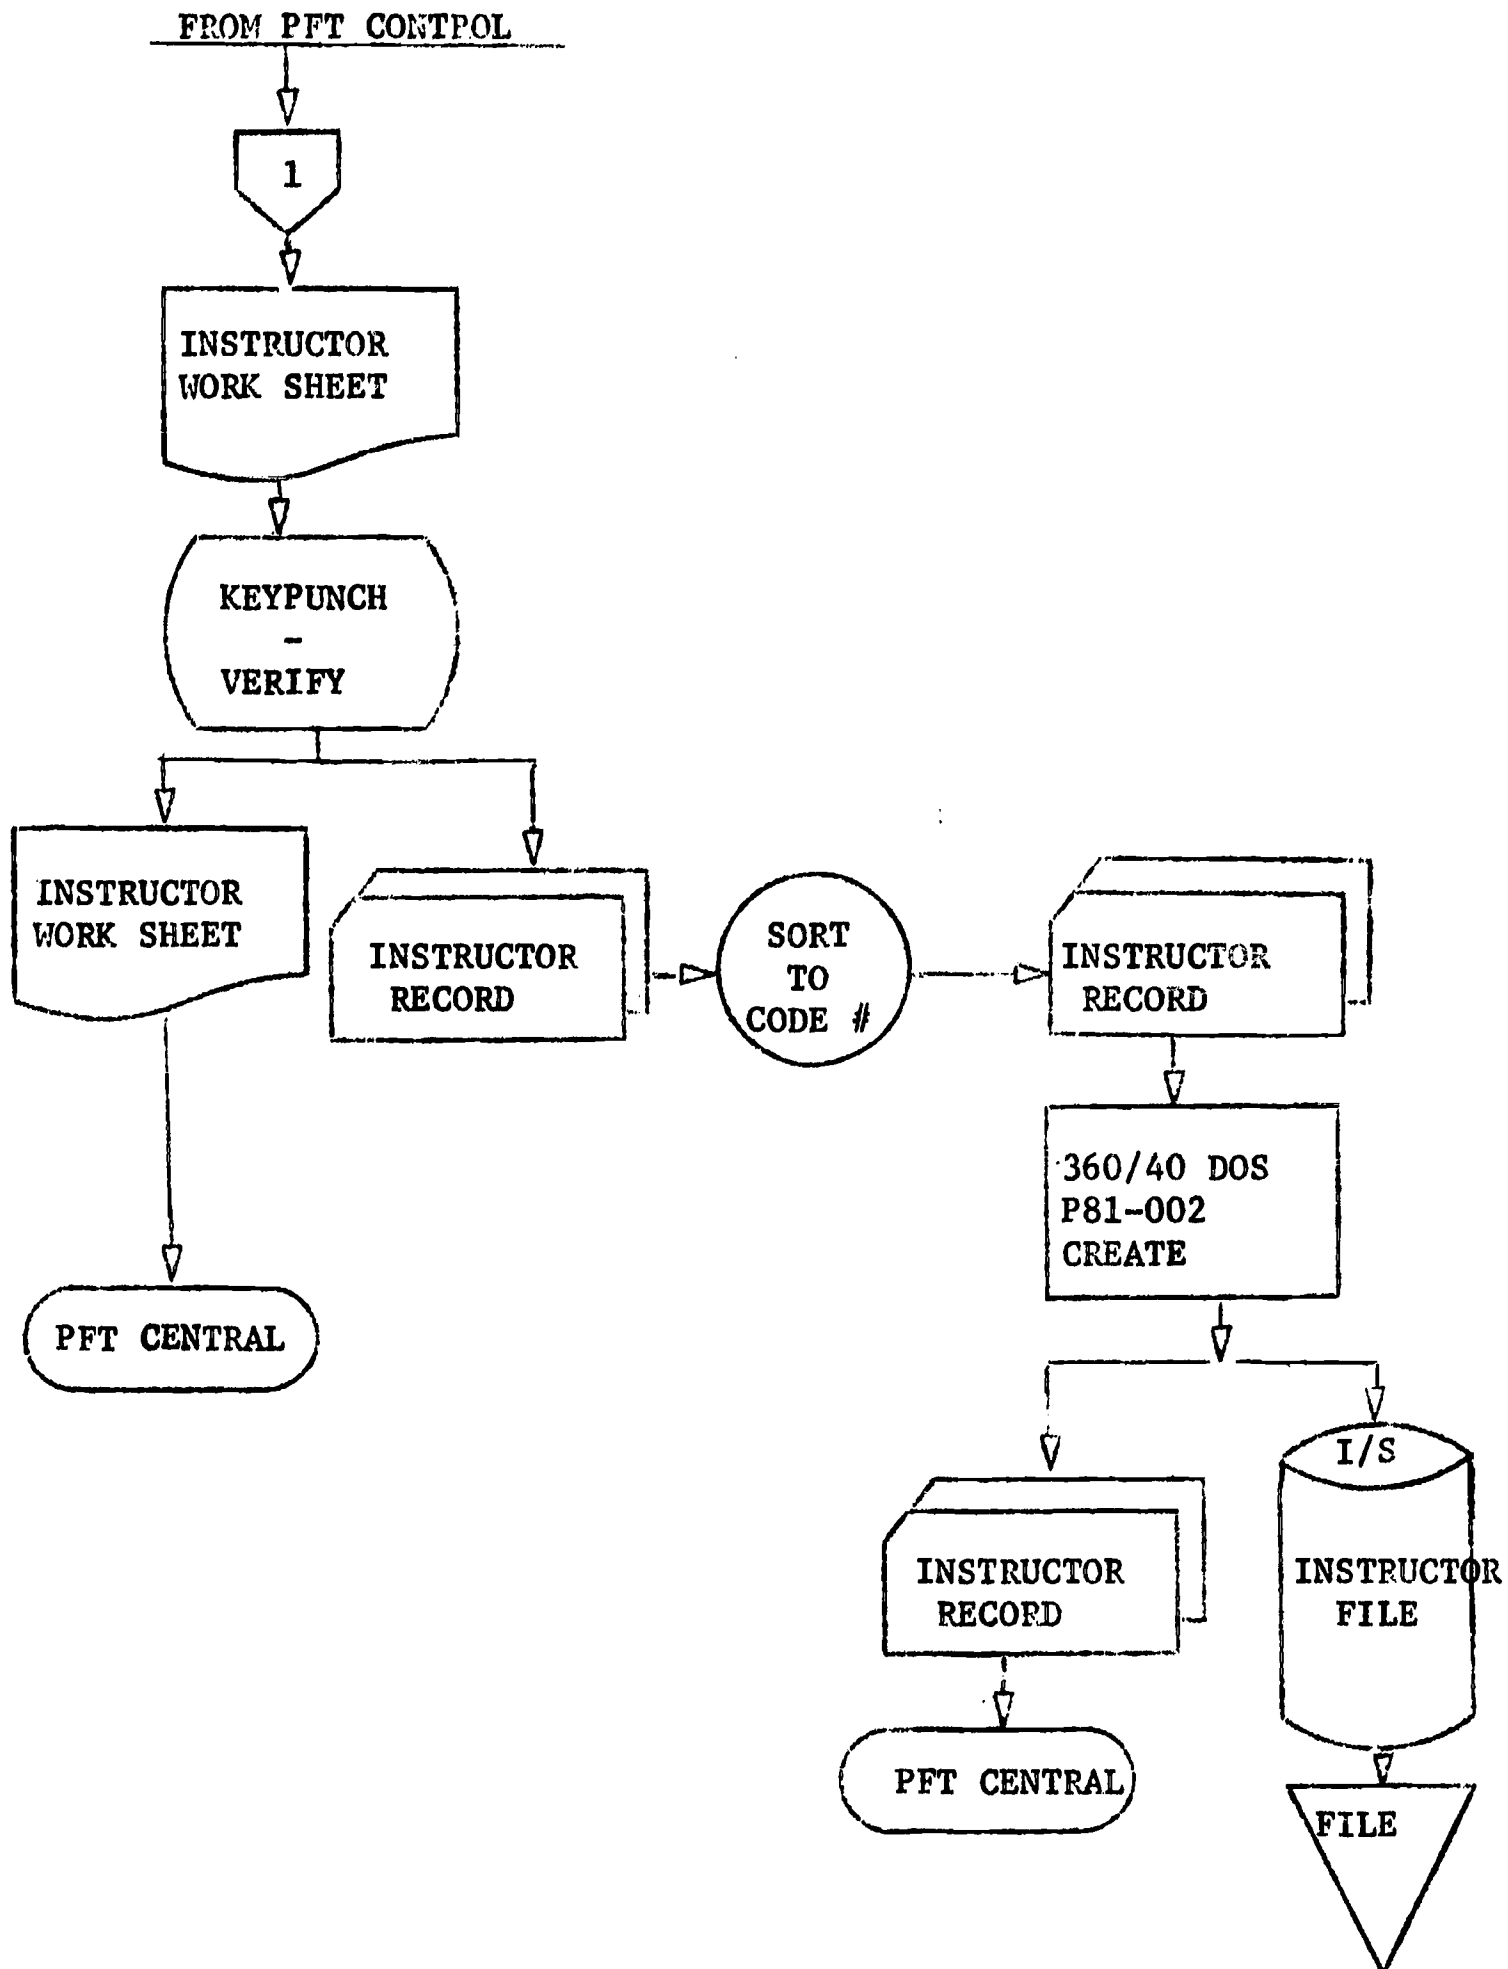 FROM PFT CONTROL
1
INSTRUCTOR
WORK SHEET
KEYPUNCH
-
VERIFY
INSTRUCTOR
WORK SHEET
INSTRUCTOR
RECORD
SORT
TO
CODE #
INSTRUCTOR
RECORD
360/40 DOS
P81-002
CREATE
PFT CENTRAL
I/S
INSTRUCTOR
FILE
INSTRUCTOR
RECORD
PFT CENTRAL
FILE